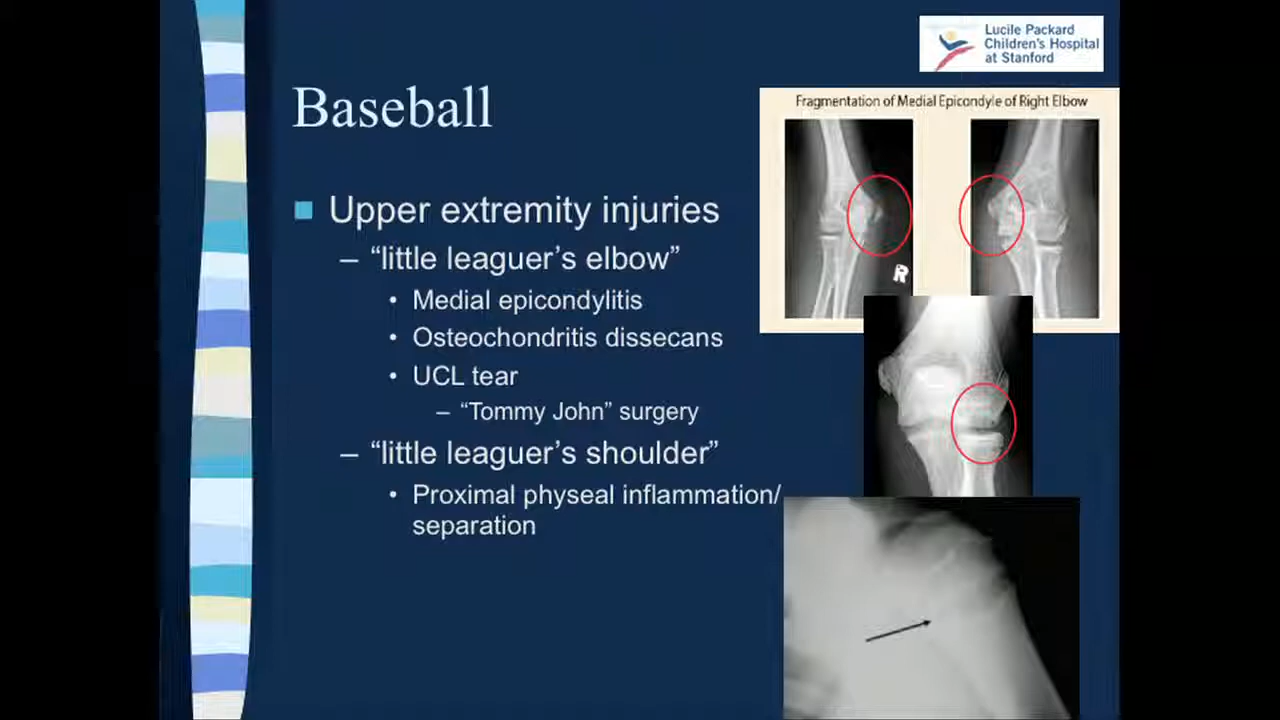 Lucile Packard
Children's Hospital
at Stanford
Baseball
Fragmentation of Medial Epicondyle of Right Elbow
R
Upper extremity injuries
– “little leaguer’s elbow”
• Medial epicondylitis
• Osteochondritis dissecans
• UCL tear
– “Tommy John” surgery
– “little leaguer’s shoulder”
• Proximal physeal inflammation/
separation